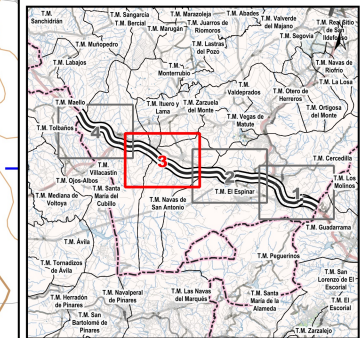 T.M. Sanchidrián
T.M. Sangarcía
T.M. Marazoleja
T.M. Abades
T.M. Valverde del Majano
T.M. Real Sitio de San Ildefonso
T.M. Bercial
T.M. Marugán
T.M. Juarros de Riomoros
T.M. Segovia
T.M. Muñopedro
T.M. Lastras del Pozo
T.M. Navas de Riofrío
T.M. La Losa
T.M. Labajos
T.M. Monterrubio
T.M. Valdeprados
T.M. Otero de Herreros
T.M. Ortigosa del Monte
T.M. Maello
T.M. Ituero y Lama
T.M. Zarzuela del Monte
T.M. Vegas de Matute
T.M. Tolbaños
4
3
2
1
T.M. Cercedilla
T.M. Los Molinos
T.M. Villacastín
T.M. Ojos-Albos
T.M. Santa María del Cubillo
T.M. El Espinar
T.M. Mediana de Voltoya
T.M. Navas de San Antonio
T.M. Guadarrama
T.M. Ávila
T.M. Peguerinos
T.M. San Lorenzo de El Escorial
T.M. Tornadizos de Ávila
T.M. Navalperal de Pinares
T.M. Las Navas del Marqués
T.M. Santa María de la Alameda
T.M. El Escorial
T.M. Herradón de Pinares
T.M. San Bartolomé de Pinares
T.M. Zarzalejo